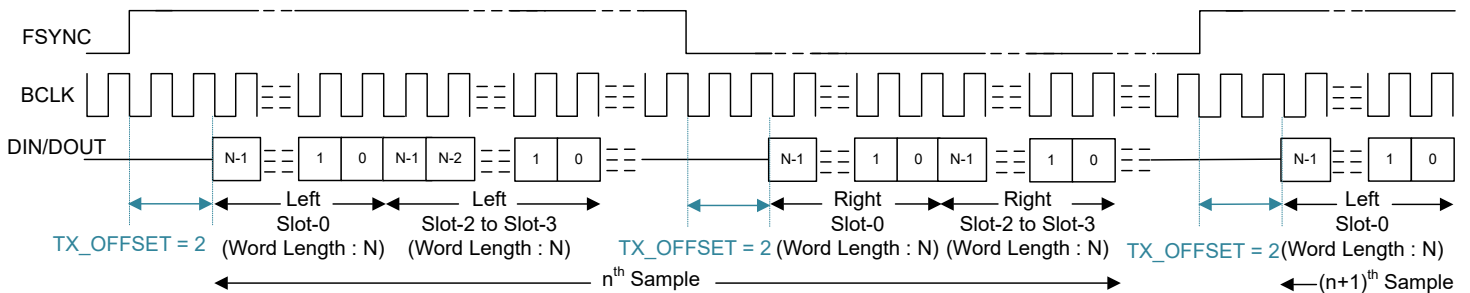 FSYNC
BCLK
DIN/DOUT
N-1 1 0 N-1 N-2 1 0 N-1 1 0 N-1 1 0 N-1 1 0
Left Left Right Right Left
Slot-0 Slot-2 to Slot-3 Slot-0 Slot-2 to Slot-3 Slot-0
TX_OFFSET = 2 (Word Length : N) (Word Length : N) TX_OFFSET = 2 (Word Length : N) (Word Length : N) TX_OFFSET = 2 (Word Length : N)
nth Sample (n+1)th Sample